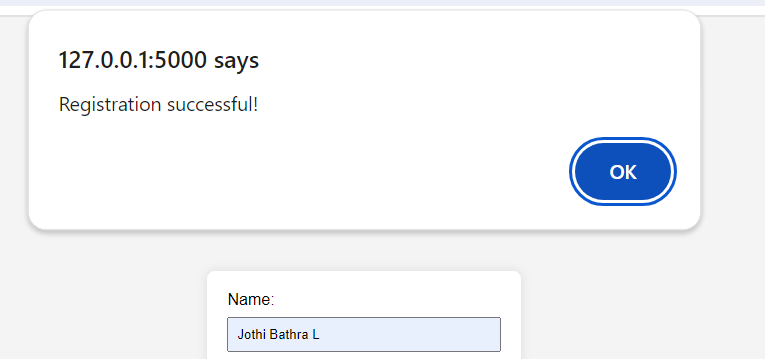 127.0.0.1:5000 says
Registration successful!
OK
Name:
Jothi Bathra L